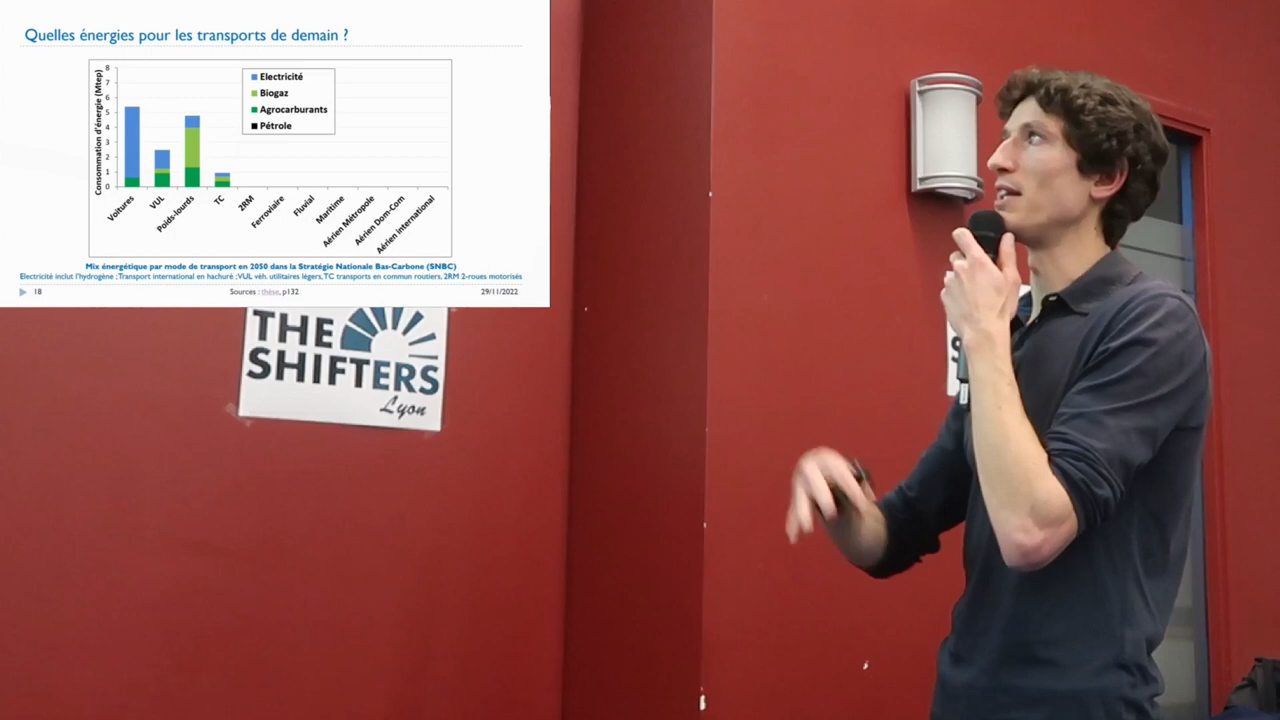 Quelles énergies pour les transports de demain ?
Consommation d'énergie (Mtep)
8
7
6
5
4
3
2
1
0
Electricité
Biogaz
Agrocarburants
Pétrole
Voitures
VUL
Poids-lourds
TC
2RM
Ferroviaire
Fluvial
Maritime
Aérien Métropole
Aérien Dom-Com
Aérien international
Mix énergétique par mode de transport en 2050 dans la Stratégie Nationale Bas-Carbone (SNBC)
Electricité inclut l'hydrogène ; Transport international en hachuré ; VUL véh. utilitaires légers, TC transports en commun routiers, 2RM 2-roues motorisés
18
Sources : thèse, p132
29/11/2022
THE
SHIFTERS
Lyon
S